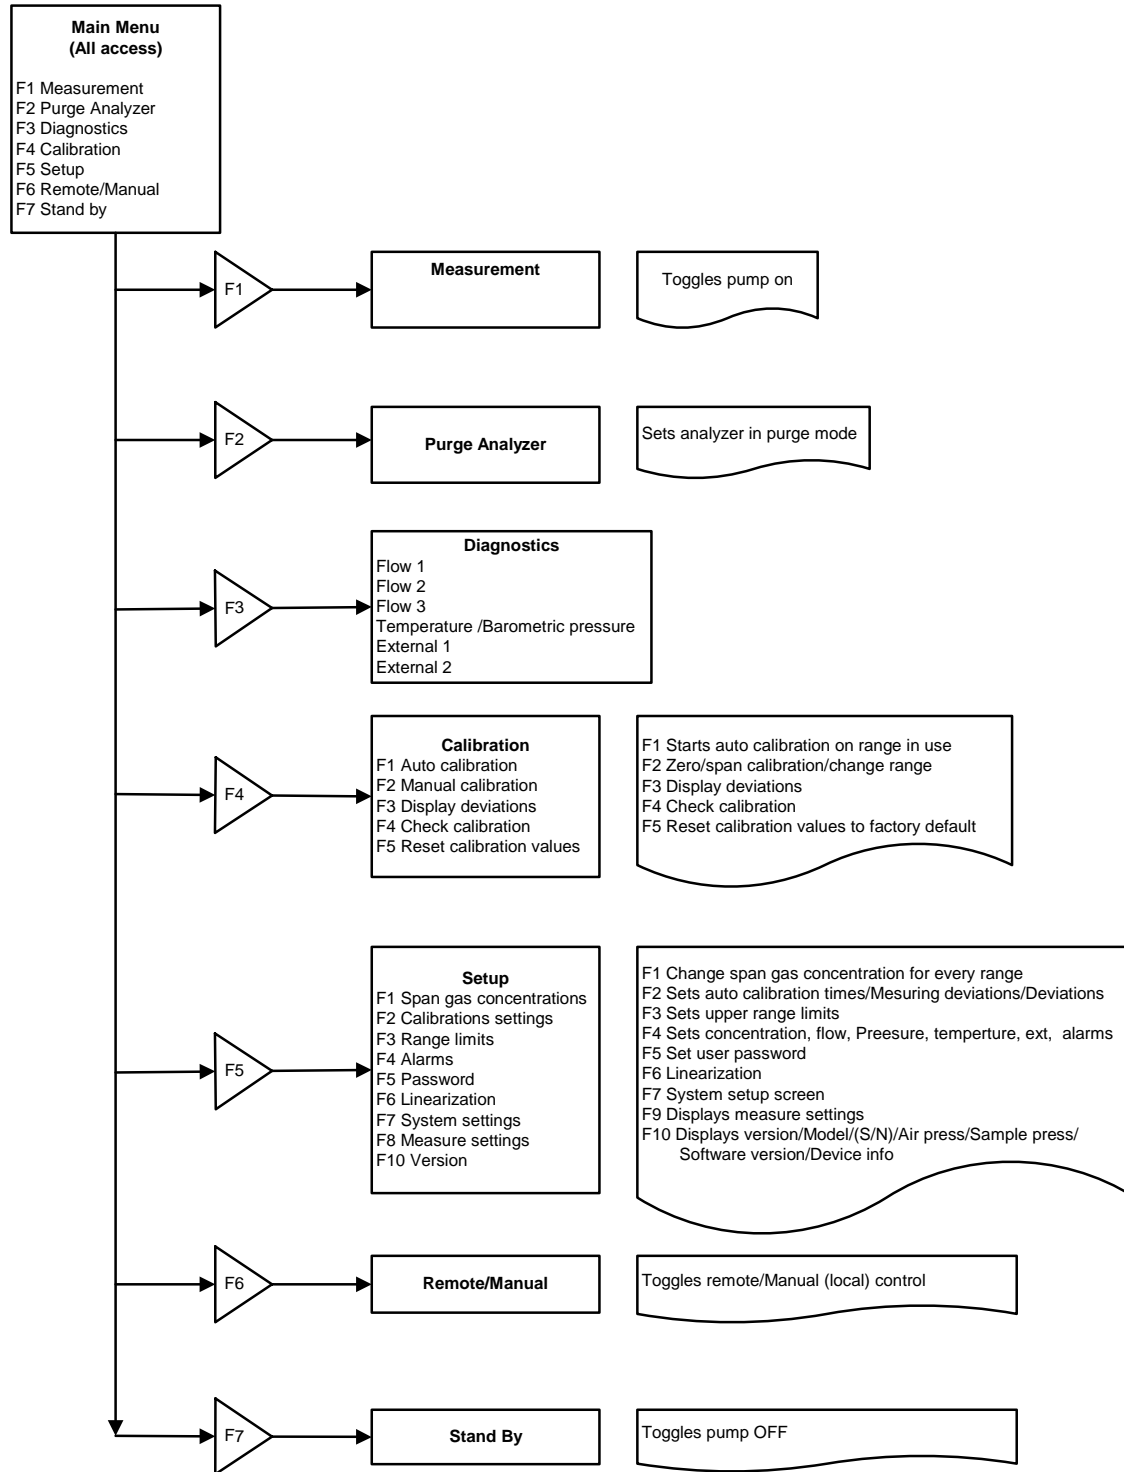 Main Menu
(All access)
F1 Measurement
F2 Purge Analyzer
F3 Diagnostics
F4 Calibration
F5 Setup
F6 Remote/Manual
F7 Stand by
F1
Measurement
Toggles pump on
F2
Purge Analyzer
Sets analyzer in purge mode
F3
Diagnostics
Flow 1
Flow 2
Flow 3
Temperature /Barometric pressure
External 1
External 2
F4
Calibration
F1 Auto calibration
F2 Manual calibration
F3 Display deviations
F4 Check calibration
F5 Reset calibration values
F1 Starts auto calibration on range in use
F2 Zero/span calibration/change range
F3 Display deviations
F4 Check calibration
F5 Reset calibration values to factory default
F5
Setup
F1 Span gas concentrations
F2 Calibrations settings
F3 Range limits
F4 Alarms
F5 Password
F6 Linearization
F7 System settings
F8 Measure settings
F10 Version
F1 Change span gas concentration for every range
F2 Sets auto calibration times/Mesuring deviations/Deviations
F3 Sets upper range limits
F4 Sets concentration, flow, Preesure, temperture, ext, alarms
F5 Set user password
F6 Linearization
F7 System setup screen
F9 Displays measure settings
F10 Displays version/Model/(S/N)/Air press/Sample press/
Software version/Device info
F6
Remote/Manual
Toggles remote/Manual (local) control
F7
Stand By
Toggles pump OFF